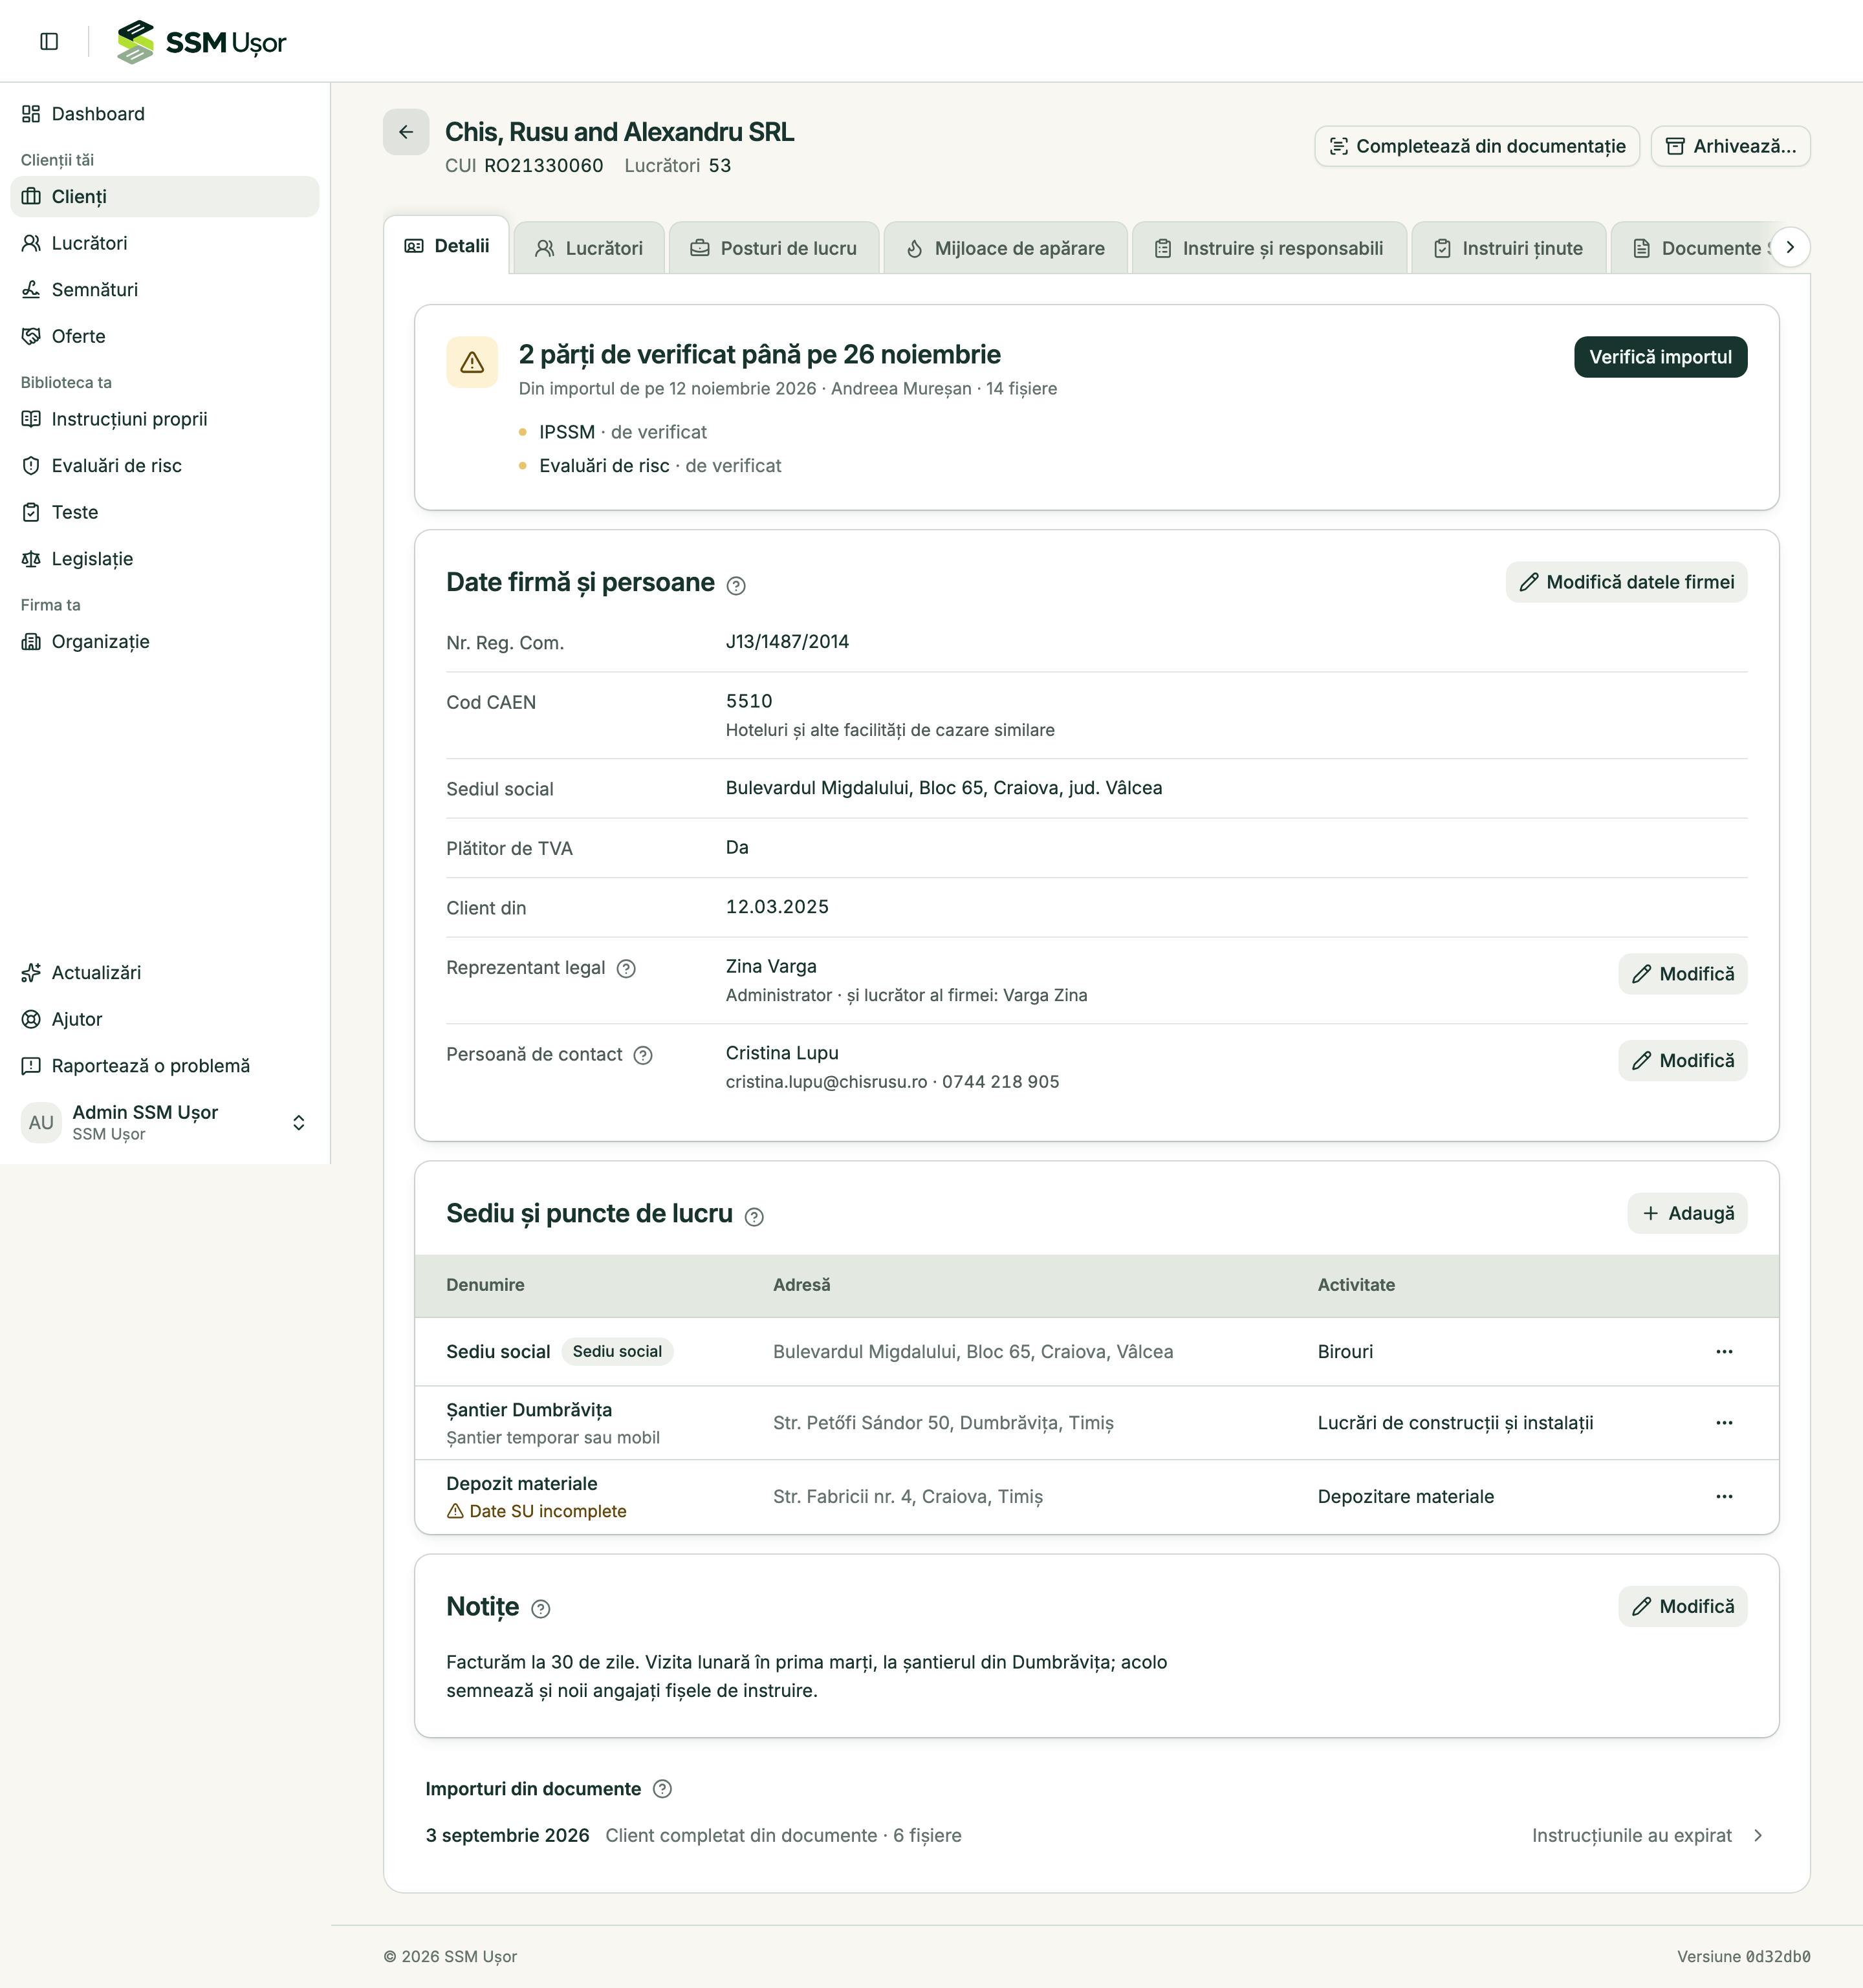 SSM Ușor
Dashboard
Clienții tăi
Clienți
Lucrători
Semnături
Oferte
Biblioteca ta
Instrucțiuni proprii
Evaluări de risc
Teste
Legislație
Firma ta
Organizație
Actualizări
Ajutor
Raportează o problemă
AU
Admin SSM Ușor
SSM Ușor
Chis, Rusu and Alexandru SRL
CUI RO21330060 Lucrători 53
Completează din documentație
Arhivează...
Detalii
Lucrători
Posturi de lucru
Mijloace de apărare
Instruire și responsabili
Instruiri ținute
Documente
2 părți de verificat până pe 26 noiembrie
Din importul de pe 12 noiembrie 2026 · Andreea Mureșan · 14 fișiere
IPSSM · de verificat
Evaluări de risc · de verificat
Verifică importul
Date firmă și persoane
Modifică datele firmei
Nr. Reg. Com. J13/1487/2014
Cod CAEN 5510
Hoteluri și alte facilități de cazare similare
Sediul social Bulevardul Migdalului, Bloc 65, Craiova, jud. Vâlcea
Plătitor de TVA Da
Client din 12.03.2025
Reprezentant legal Zina Varga
Administrator · și lucrător al firmei: Varga Zina
Modifică
Persoană de contact Cristina Lupu
cristina.lupu@chisrusu.ro · 0744 218 905
Modifică
Sediu și puncte de lucru
Adaugă
Denumire Adresă Activitate
Sediu social Sediu social Bulevardul Migdalului, Bloc 65, Craiova, Vâlcea Birouri
Șantier Dumbrăvița
Șantier temporar sau mobil
Str. Petőfi Sándor 50, Dumbrăvița, Timiș Lucrări de construcții și instalații
Depozit materiale
Date SU incomplete
Str. Fabricii nr. 4, Craiova, Timiș Depozitare materiale
Notițe
Modifică
Facturăm la 30 de zile. Vizita lunară în prima marți, la șantierul din Dumbrăvița; acolo
semnează și noii angajați fișele de instruire.
Importuri din documente
3 septembrie 2026 Client completat din documente · 6 fișiere Instrucțiunile au expirat
© 2026 SSM Ușor
Versiune 0d32db0